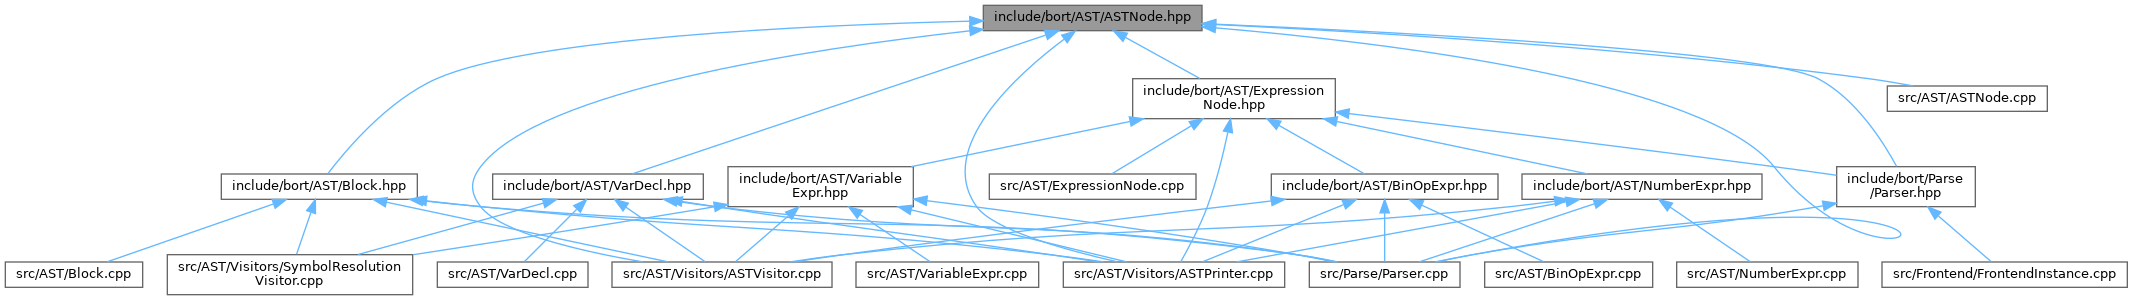 include/bort/AST/ASTNode.hpp
include/bort/AST/Expression
Node.hpp
src/AST/ASTNode.cpp
include/bort/AST/Block.hpp
include/bort/AST/VarDecl.hpp
include/bort/AST/Variable
Expr.hpp
src/AST/ExpressionNode.cpp
include/bort/AST/BinOpExpr.hpp
include/bort/AST/NumberExpr.hpp
include/bort/Parse
/Parser.hpp
src/AST/Block.cpp
src/AST/Visitors/SymbolResolution
Visitor.cpp
src/AST/VarDecl.cpp
src/AST/Visitors/ASTVisitor.cpp
src/AST/VariableExpr.cpp
src/AST/Visitors/ASTPrinter.cpp
src/Parse/Parser.cpp
src/AST/BinOpExpr.cpp
src/AST/NumberExpr.cpp
src/Frontend/FrontendInstance.cpp